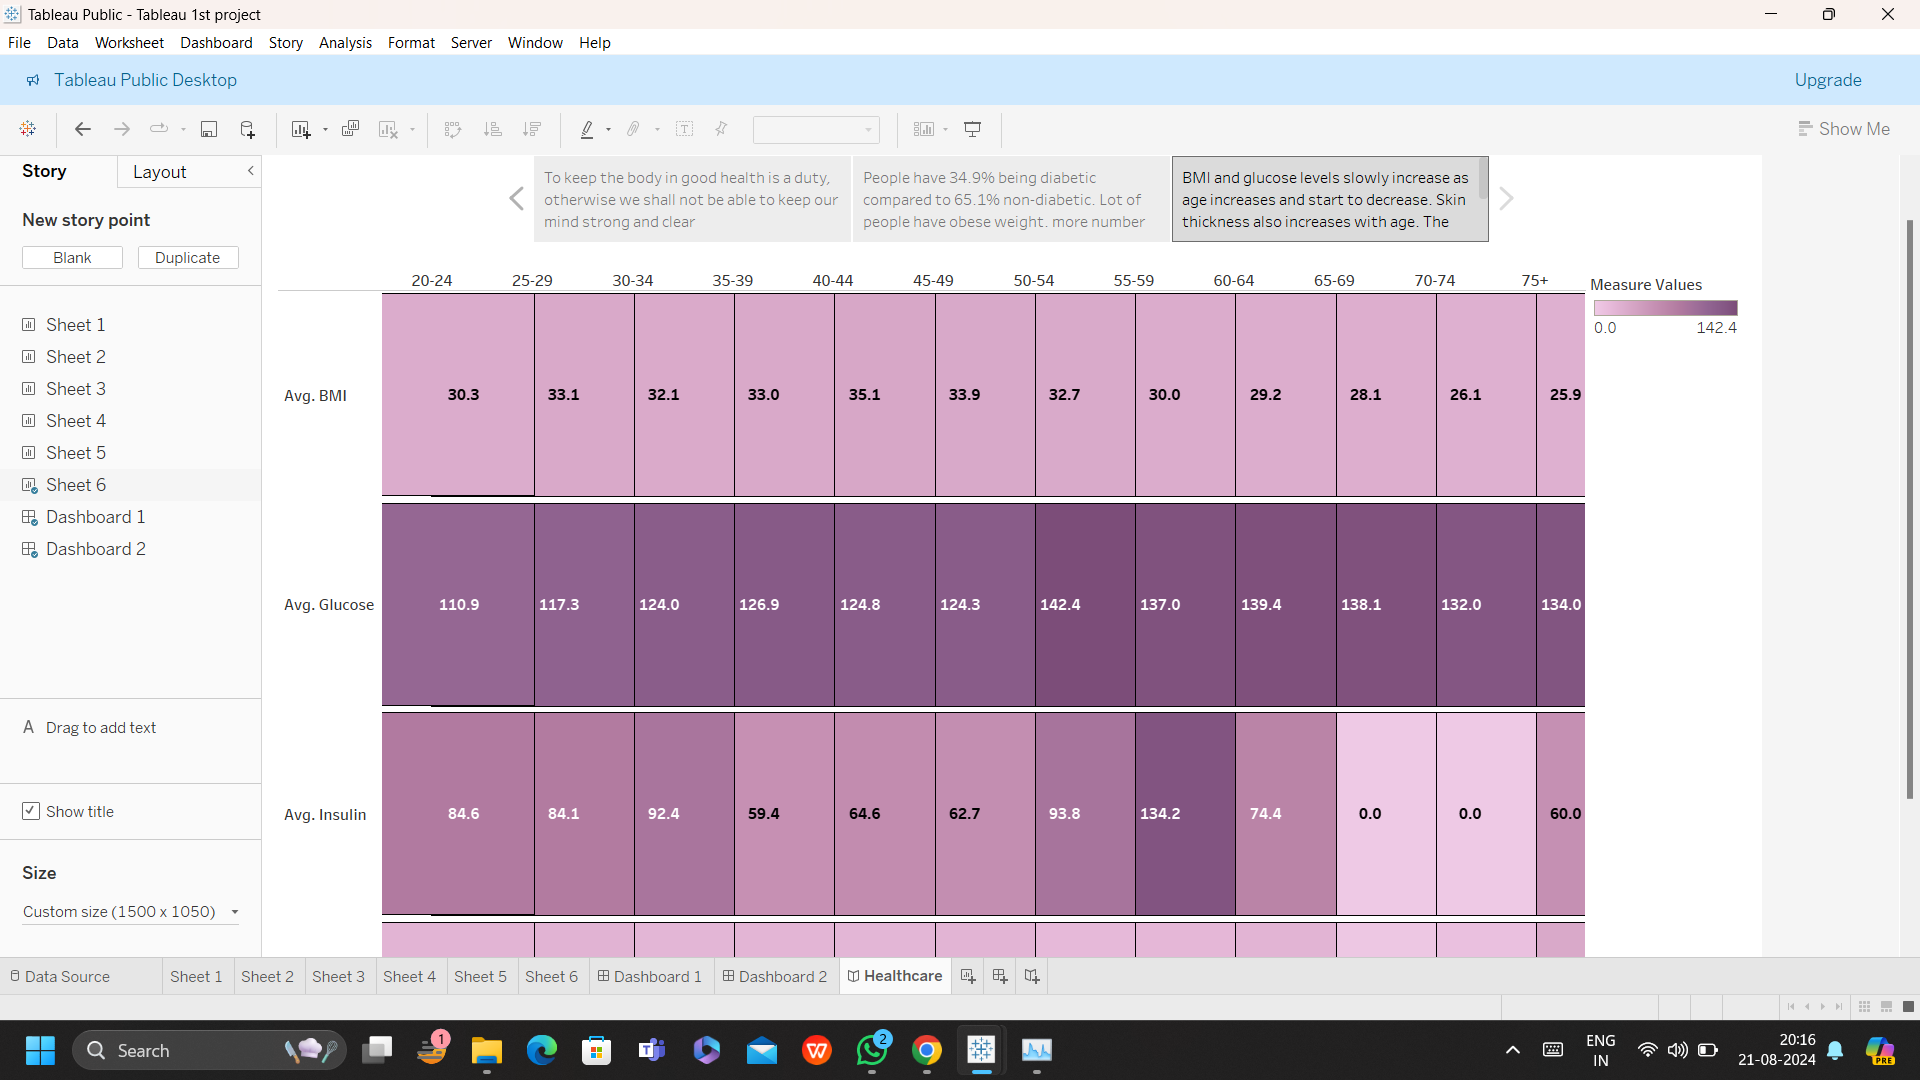 Tableau Public - Tableau 1st project
File Data Worksheet Dashboard Story Analysis Format Server Window Help
Tableau Public Desktop Upgrade
Show Me
Story Layout
New story point
Blank Duplicate
Sheet 1
Sheet 2
Sheet 3
Sheet 4
Sheet 5
Sheet 6
Dashboard 1
Dashboard 2
A Drag to add text
Show title
Size
Custom size (1500 x 1050)
To keep the body in good health is a duty,
otherwise we shall not be able to keep our
mind strong and clear
People have 34.9% being diabetic
compared to 65.1% non-diabetic. Lot of
people have obese weight. more number
BMI and glucose levels slowly increase as
age increases and start to decrease. Skin
thickness also increases with age. The
20-24 25-29 30-34 35-39 40-44 45-49 50-54 55-59 60-64 65-69 70-74 75+
Avg. BMI 30.3 33.1 32.1 33.0 35.1 33.9 32.7 30.0 29.2 28.1 26.1 25.9
Avg. Glucose 110.9 117.3 124.0 126.9 124.8 124.3 142.4 137.0 139.4 138.1 132.0 134.0
Avg. Insulin 84.6 84.1 92.4 59.4 64.6 62.7 93.8 134.2 74.4 0.0 0.0 60.0
Measure Values
0.0 142.4
Data Source Sheet 1 Sheet 2 Sheet 3 Sheet 4 Sheet 5 Sheet 6 Dashboard 1 Dashboard 2 Healthcare
Search
1
2
ENG
IN
20:16
21-08-2024
PRE